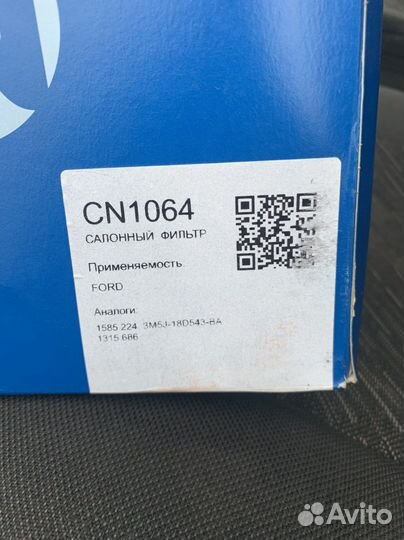 CN1064
САЛОННЫЙ ФИЛЬТР
Применяемость
FORD
Аналоги:
1585 224 3M5J-18D543-BA
1315 686
Avito